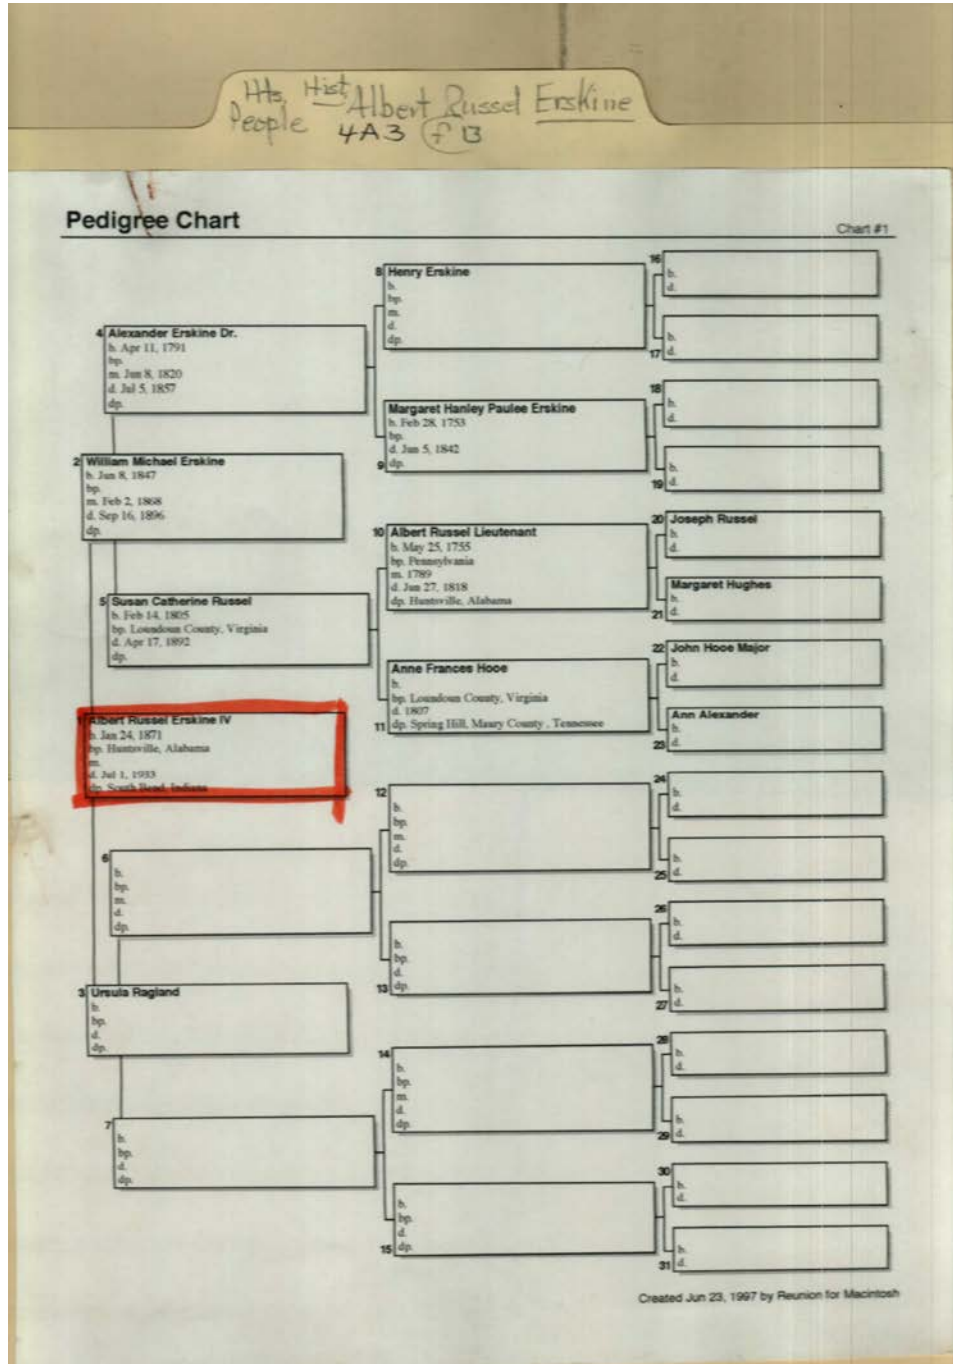 Hts, Hist, Albert Russel Erskine
People 4A3 f 13
Pedigree Chart
Chart #1
4 Alexander Erskine Dr.
b. Apr 11, 1791
bp.
m. Jun 8, 1820
d. Jul 5, 1857
dp.
2 William Michael Erskine
b. Jun 8, 1847
bp.
m. Feb 2, 1868
d. Sep 16, 1896
dp.
5 Susan Catherine Russel
b. Feb 14, 1805
bp. Loundoun County, Virginia
d. Apr 17, 1892
dp.
1 Albert Russel Erskine IV
b. Jan 24, 1871
bp. Huntsville, Alabama
m.
d. Jul 1, 1933
dp. South Bend, Indiana
6
b.
bp.
m.
d.
dp.
3 Ursula Ragland
b.
bp.
d.
dp.
7
b.
bp.
d.
dp.
8 Henry Erskine
b.
bp.
m.
d.
dp.
Margaret Hanley Paulee Erskine
b. Feb 28, 1753
bp.
d. Jun 5, 1842
9 dp.
10 Albert Russel Lieutenant
b. May 25, 1755
bp. Pennsylvania
m. 1789
d. Jun 27, 1818
dp. Huntsville, Alabama
Anne Frances Hooe
b.
bp. Loundoun County, Virginia
d. 1807
11 dp. Spring Hill, Maury County , Tennessee
12
b.
bp.
m.
d.
dp.
b.
bp.
d.
13 dp.
14
b.
bp.
m.
d.
dp.
b.
bp.
d.
15 dp.
16
b.
d.
b.
17 d.
18
b.
d.
b.
19 d.
20 Joseph Russel
b.
d.
Margaret Hughes
b.
21 d.
22 John Hooe Major
b.
d.
Ann Alexander
b.
23 d.
24
b.
d.
b.
25 d.
26
b.
d.
b.
27 d.
28
b.
d.
b.
29 d.
30
b.
d.
b.
31 d.
Created Jun 23, 1997 by Reunion for Macintosh